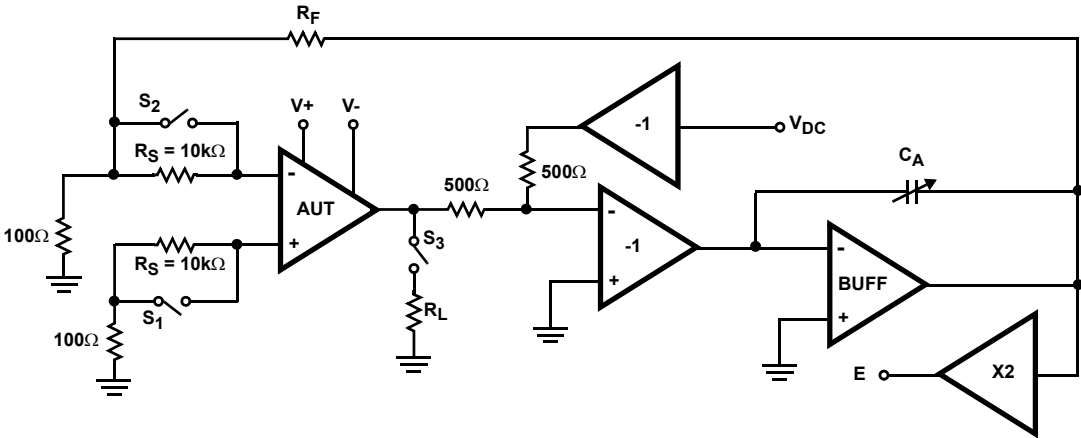 RF
S2
V+
V-
-1
VDC
RS = 10kΩ
500Ω
500Ω
CA
-
AUT
+
-
-1
+
100Ω
RS = 10kΩ
S3
-
BUFF
+
S1
RL
100Ω
E
X2